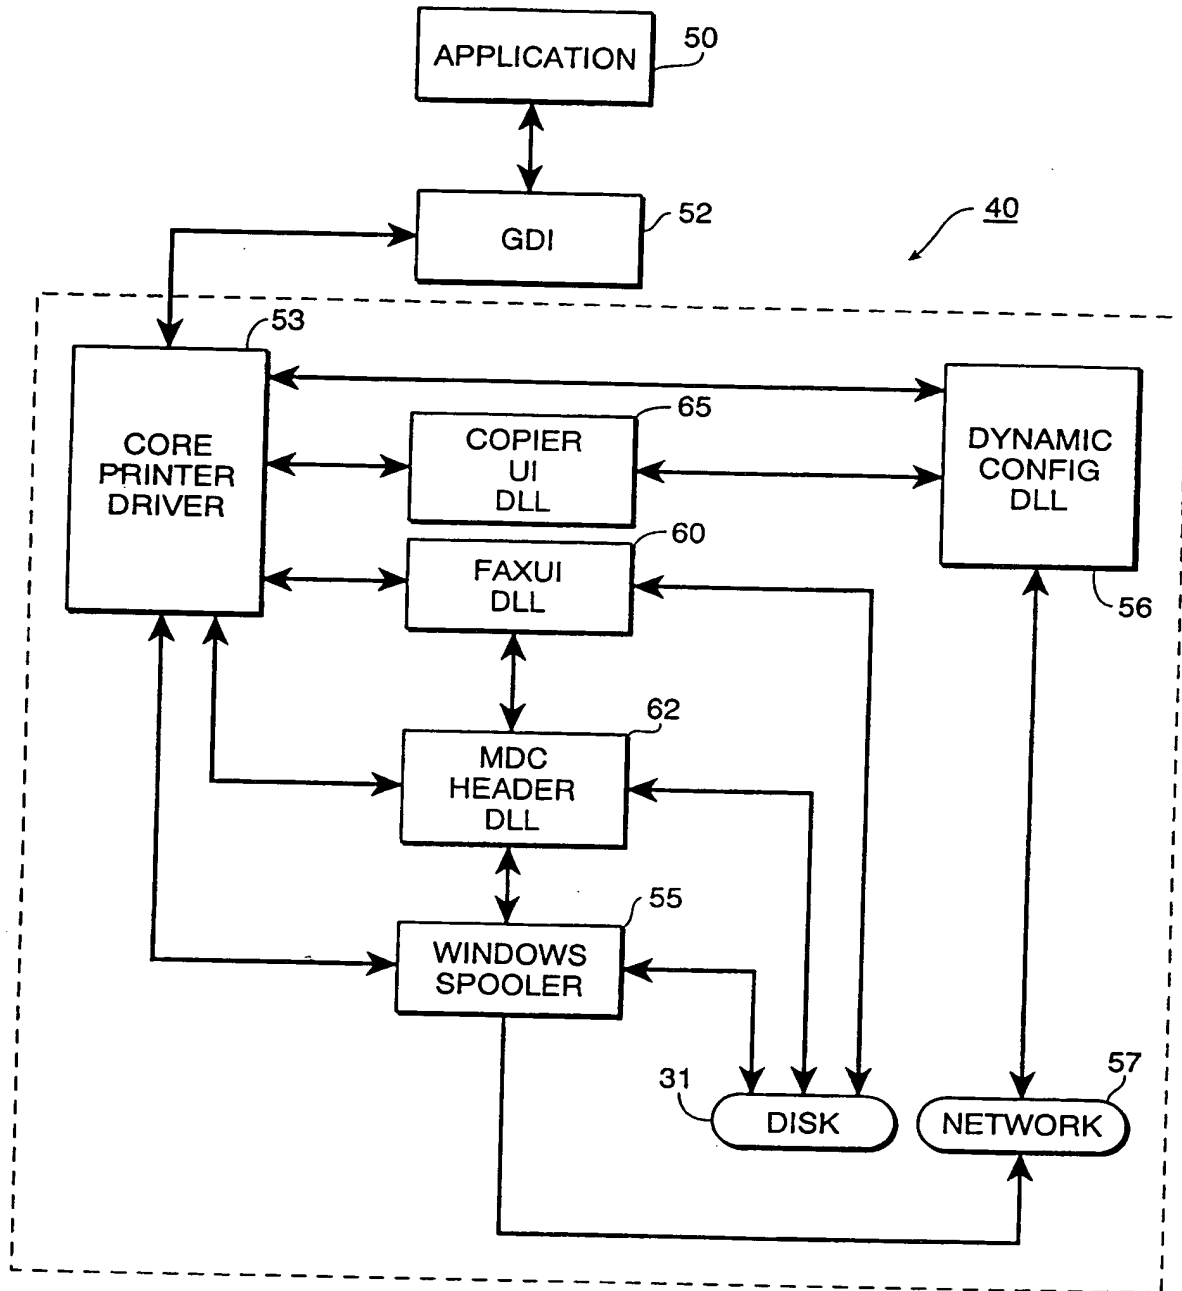 APPLICATION
50
GDI
52
40
53
CORE
PRINTER
DRIVER
65
COPIER
UI
DLL
DYNAMIC
CONFIG
DLL
56
60
FAXUI
DLL
62
MDC
HEADER
DLL
55
WINDOWS
SPOOLER
31
DISK
57
NETWORK